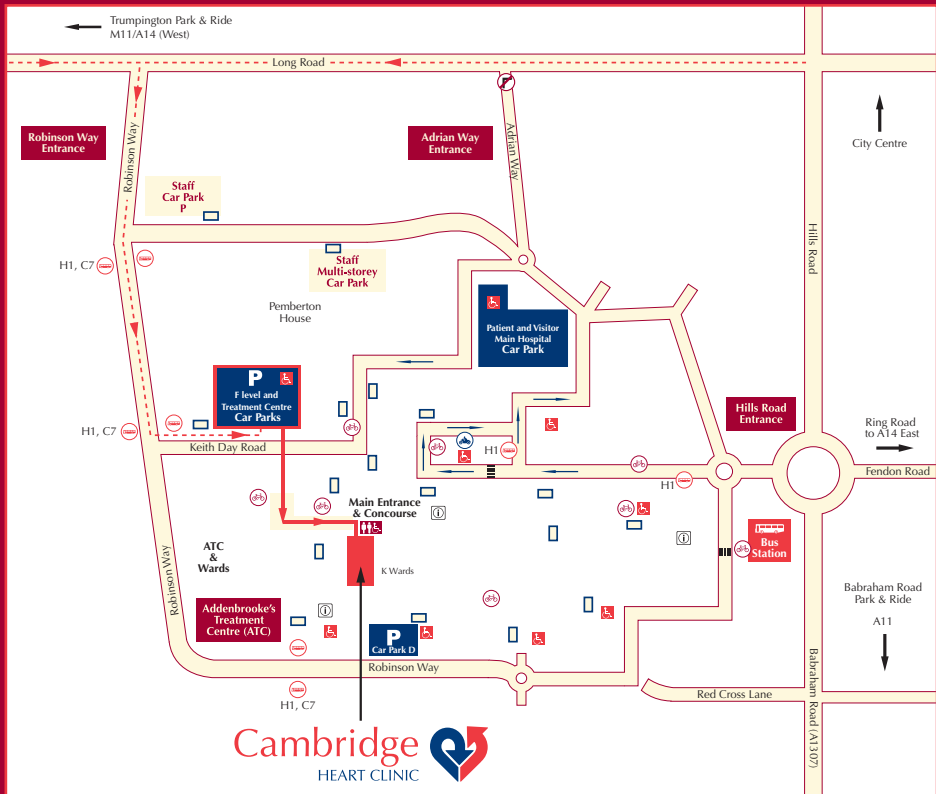 Trumpington Park & Ride
M11/A14 (West)
Long Road
Robinson Way
Entrance
Robinson Way
Adrian Way
Entrance
Adrian Way
City Centre
Staff
Car Park
P
Hills Road
H1, C7
Staff
Multi-storey
Car Park
Pemberton
House
Patient and Visitor
Main Hospital
Car Park
P
F level and
Treatment Centre
Car Parks
Hills Road
Entrance
Ring Road
to A14 East
H1, C7
Keith Day Road
H1
Fendon Road
H1
Main Entrance
& Concourse
i
i
Bus
Station
ATC
&
Wards
K Wards
Robinson Way
Babraham Road
Park & Ride
A11
Addenbrooke's
Treatment
Centre (ATC)
i
P
Car Park D
Robinson Way
Red Cross Lane
Babraham Road (A1307)
H1, C7
Cambridge
HEART CLINIC